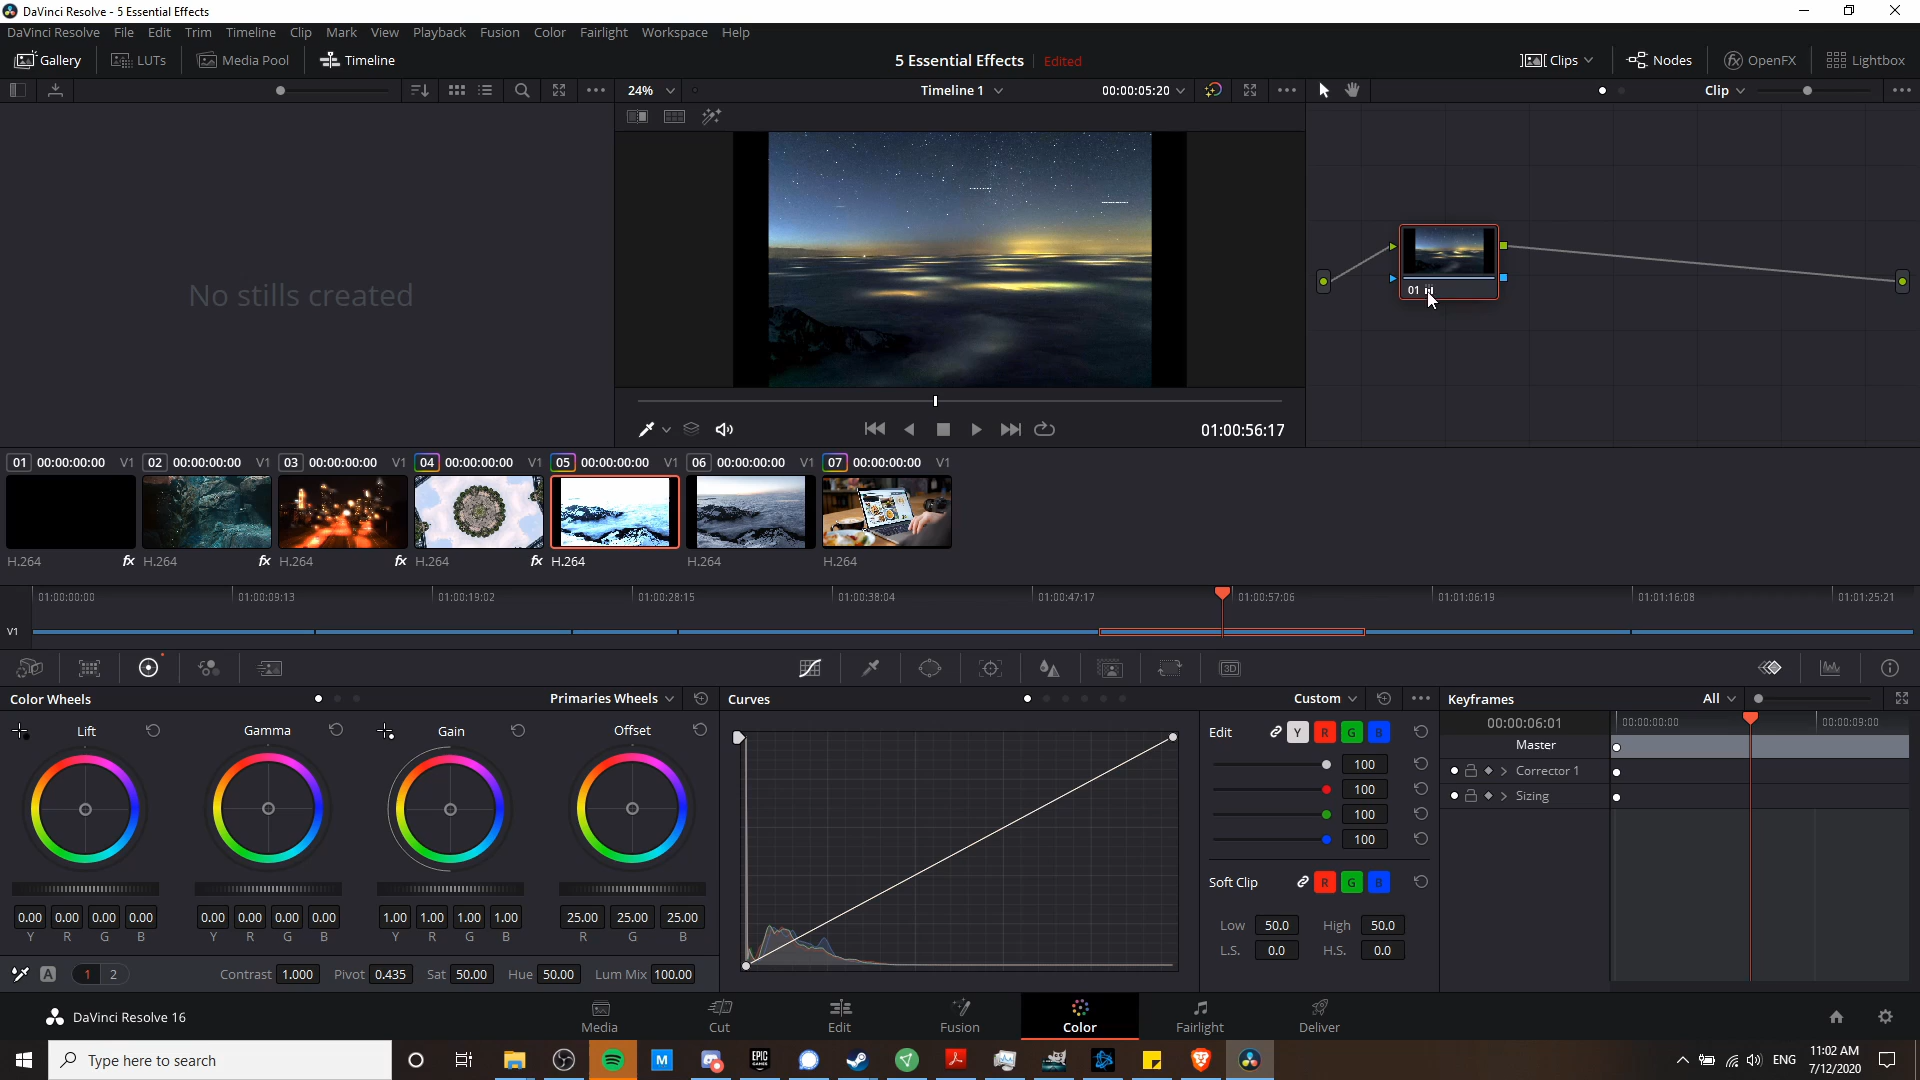 DaVinci Resolve - 5 Essential Effects
DaVinci Resolve File Edit Trim Timeline Clip Mark View Playback Fusion Color Fairlight Workspace Help
Gallery LUTs Media Pool Timeline 5 Essential Effects Edited Clips Nodes OpenFX Lightbox
24% Timeline 1 00:00:05:20 Clip
No stills created
01
01:00:56:17
01 00:00:00:00 V1 02 00:00:00:00 V1 03 00:00:00:00 V1 04 00:00:00:00 V1 05 00:00:00:00 V1 06 00:00:00:00 V1 07 00:00:00:00 V1
H.264 fx H.264 fx H.264 fx H.264 fx H.264 H.264 H.264
01:00:00:00 01:00:09:13 01:00:19:02 01:00:28:15 01:00:38:04 01:00:47:17 01:00:57:06 01:01:06:19 01:01:16:08 01:01:25:21
V1
3D
Color Wheels Primaries Wheels Curves Custom Keyframes All
Lift Gamma Gain Offset
0.00 0.00 0.00 0.00 0.00 0.00 0.00 0.00 1.00 1.00 1.00 1.00 25.00 25.00 25.00
Y R G B Y R G B Y R G B R G B
A 1 2 Contrast 1.000 Pivot 0.435 Sat 50.00 Hue 50.00 Lum Mix 100.00
Edit Y R G B
100
100
100
100
Soft Clip R G B
Low 50.0 High 50.0
L.S. 0.0 H.S. 0.0
00:00:06:01 00:00:00:00 00:00:09:00
Master
Corrector 1
Sizing
DaVinci Resolve 16 Media Cut Edit Fusion Color Fairlight Deliver
Type here to search M EPIC GAMES ENG 11:02 AM
7/12/2020